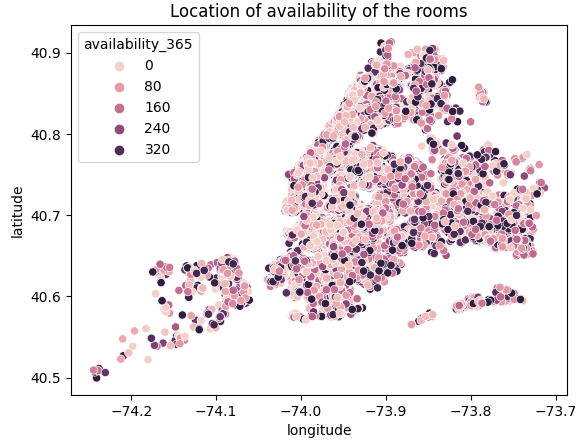 Location of availability of the rooms
availability_365
0
80
160
240
320
latitude
40.9
40.8
40.7
40.6
40.5
−74.2 −74.1 −74.0 −73.9 −73.8 −73.7
longitude